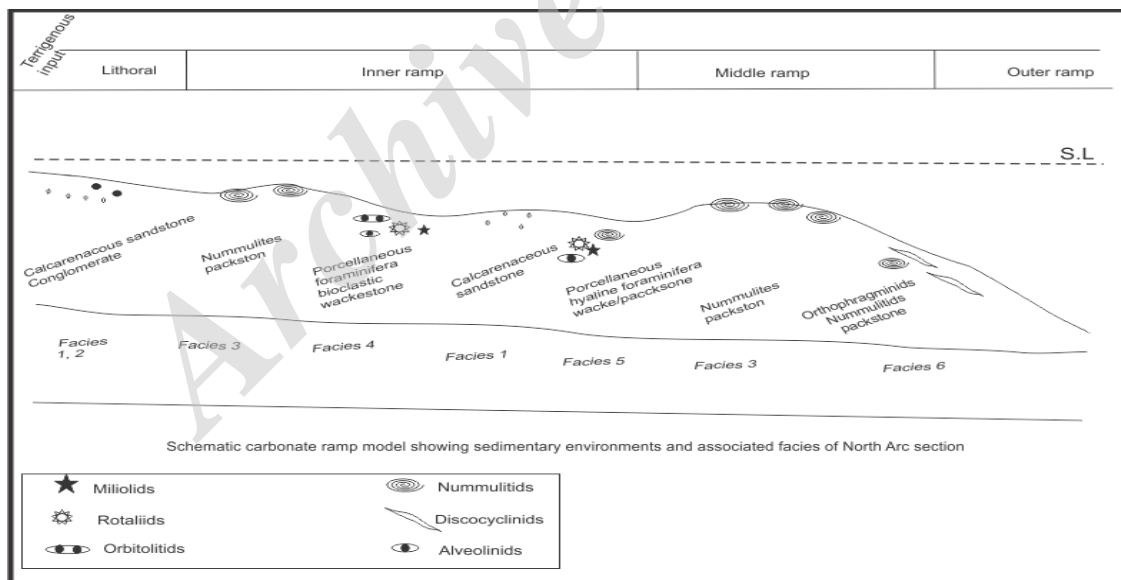 Terrigenous
input
Lithoral
Inner ramp
Middle ramp
Outer ramp
S.L
Calcarenacous sandstone
Conglomerate
Nummulites
packston
Porcellaneous
foraminifera
bioclastic
wackestone
Calcarenaceous
sandstone
Porcellaneous
hyaline foraminifera
wacke/paccksone
Nummulites
packston
Orthophragminids
Nummulitids
packstone
Facies
1, 2
Facies 3
Facies 4
Facies 1
Facies 5
Facies 3
Facies 6
Schematic carbonate ramp model showing sedimentary environments and associated facies of North Arc section
Miliolids
Nummulitids
Rotaliids
Discocyclinids
Orbitolitids
Alveolinids
Archive